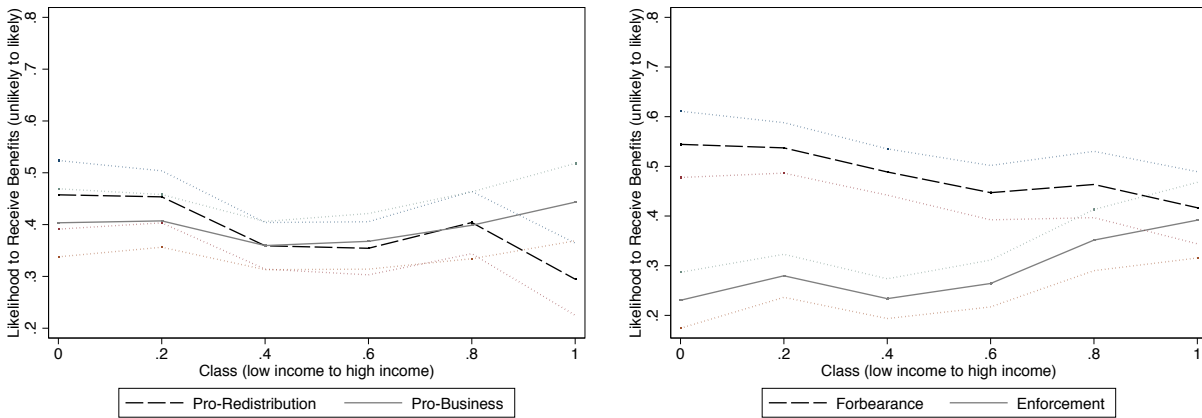 Likelihood to Receive Benefits (unlikely to likely)
.8
.7
.6
.5
.4
.3
.2
0 .2 .4 .6 .8 1
Class (low income to high income)
Pro-Redistribution Pro-Business
Likelihood to Receive Benefits (unlikely to likely)
.8
.7
.6
.5
.4
.3
.2
0 .2 .4 .6 .8 1
Class (low income to high income)
Forbearance Enforcement